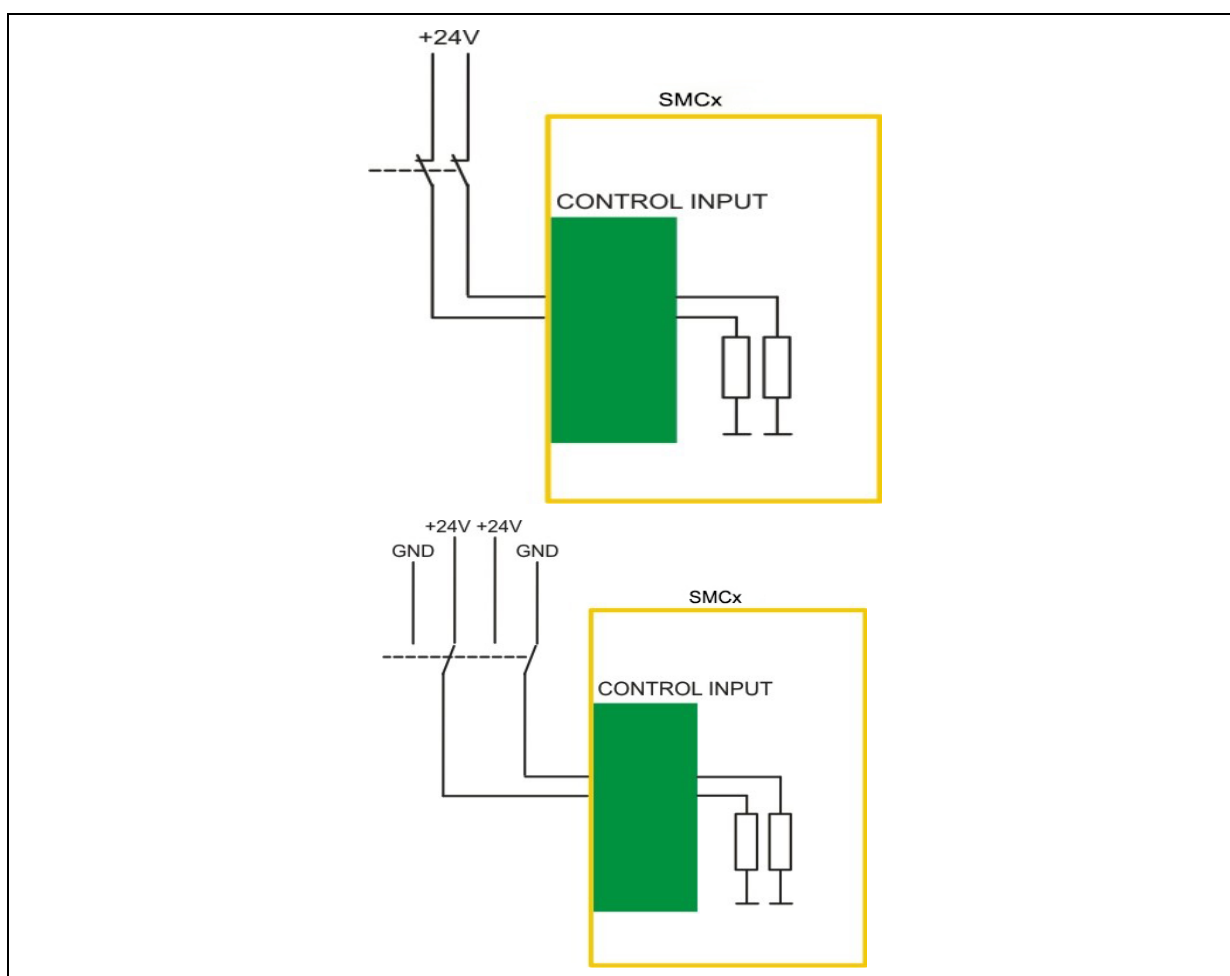 +24V
SMCx
CONTROL INPUT
+24V +24V
GND GND
SMCx
CONTROL INPUT